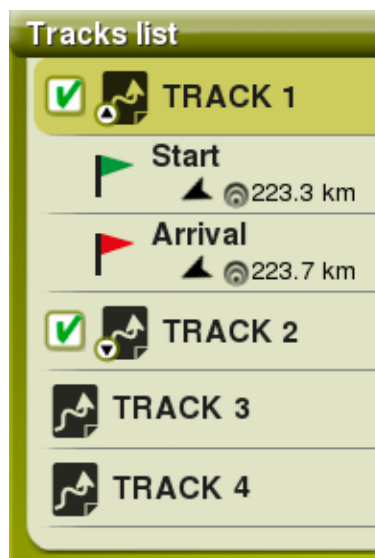 Tracks list
TRACK 1
Start
223.3 km
Arrival
223.7 km
TRACK 2
TRACK 3
TRACK 4